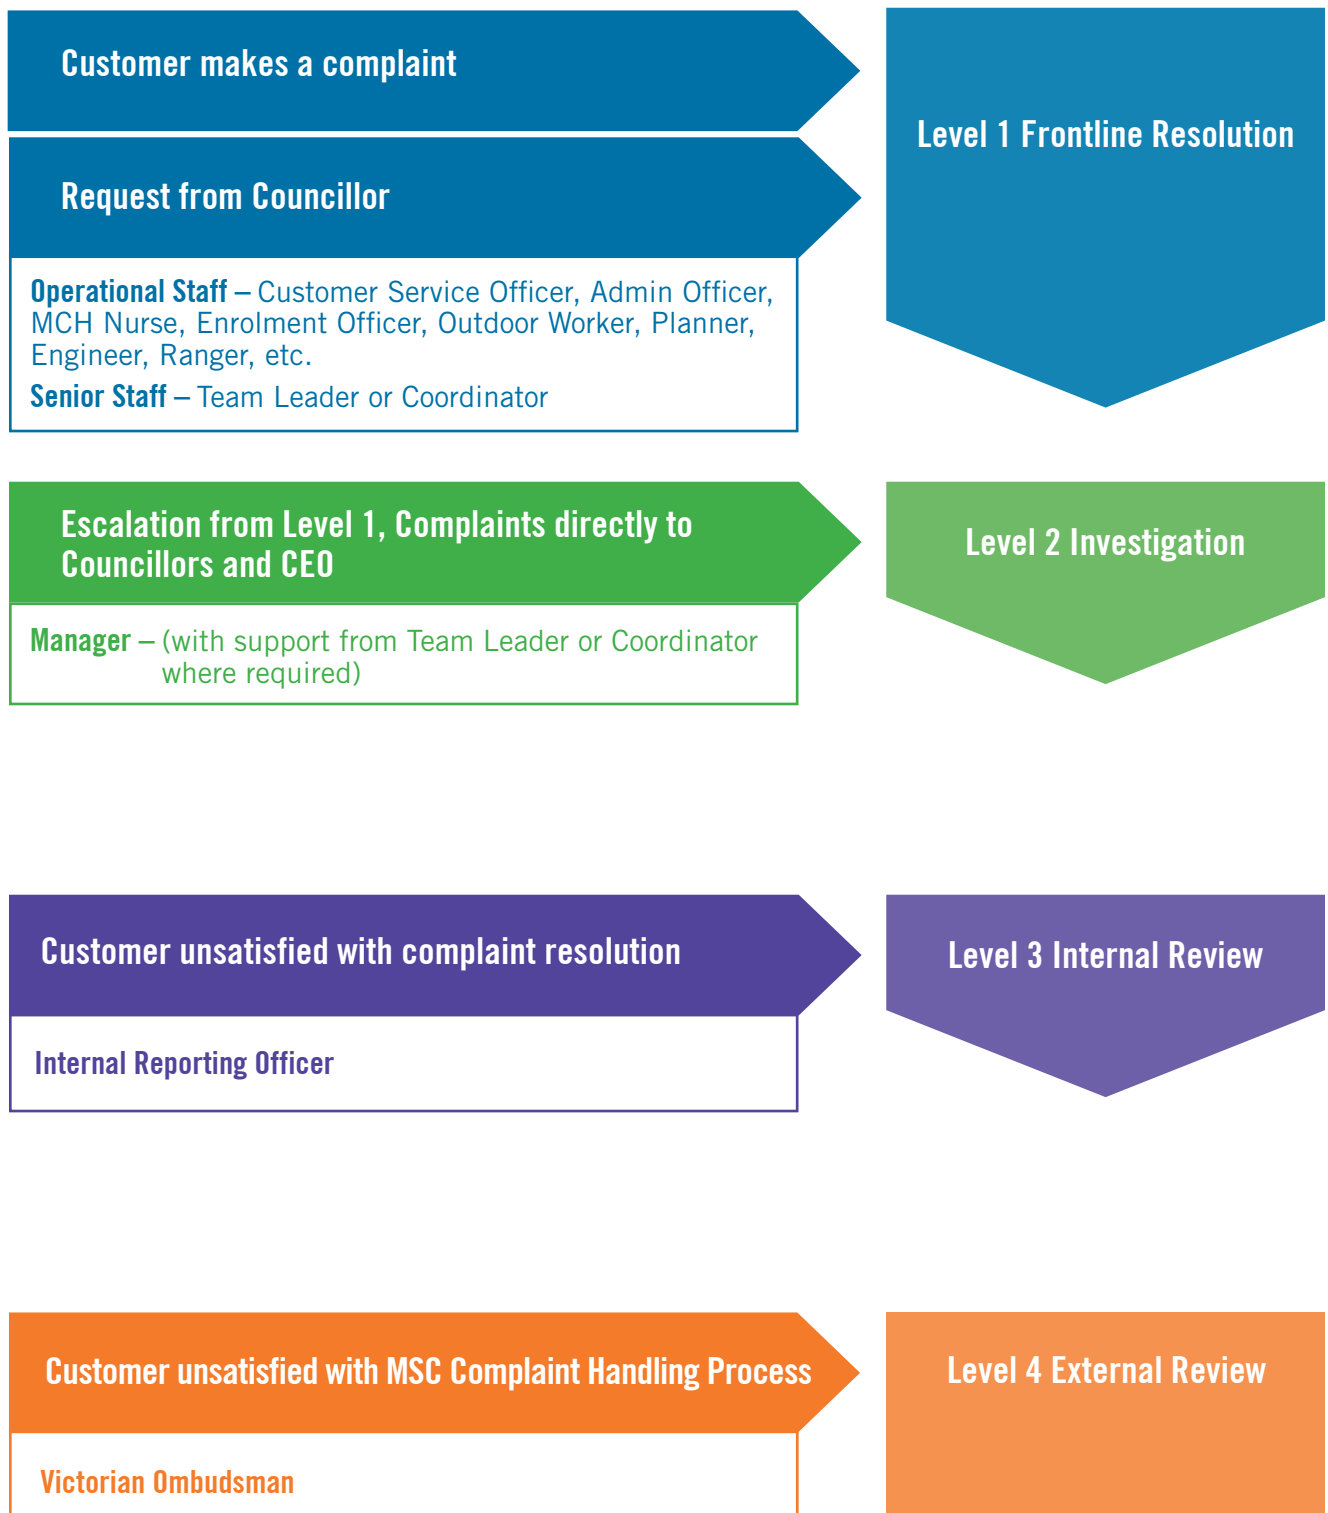 Customer makes a complaint
Level 1 Frontline Resolution
Request from Councillor
Operational Staff – Customer Service Officer, Admin Officer,
MCH Nurse, Enrolment Officer, Outdoor Worker, Planner,
Engineer, Ranger, etc.
Senior Staff – Team Leader or Coordinator
Escalation from Level 1, Complaints directly to
Councillors and CEO
Level 2 Investigation
Manager – (with support from Team Leader or Coordinator
where required)
Customer unsatisfied with complaint resolution
Level 3 Internal Review
Internal Reporting Officer
Customer unsatisfied with MSC Complaint Handling Process
Level 4 External Review
Victorian Ombudsman